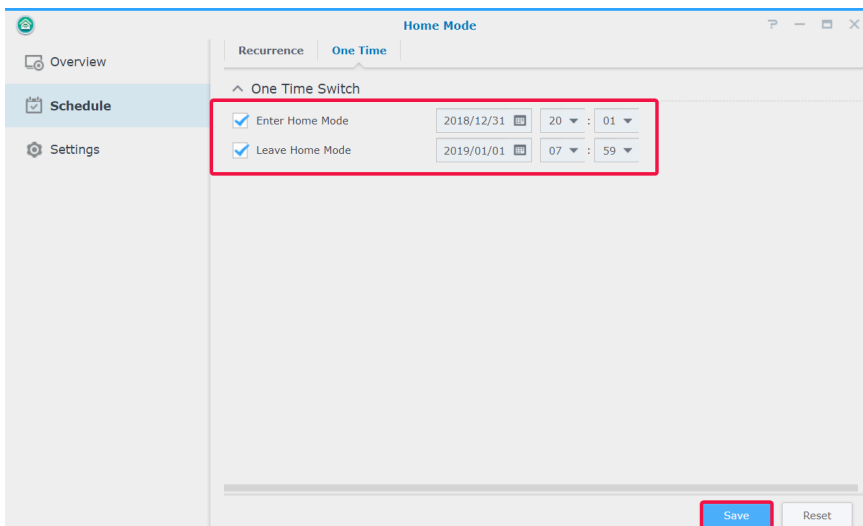 Home Mode
Overview
Schedule
Settings
Recurrence One Time
One Time Switch
Enter Home Mode 2018/12/31 20 : 01
Leave Home Mode 2019/01/01 07 : 59
Save Reset